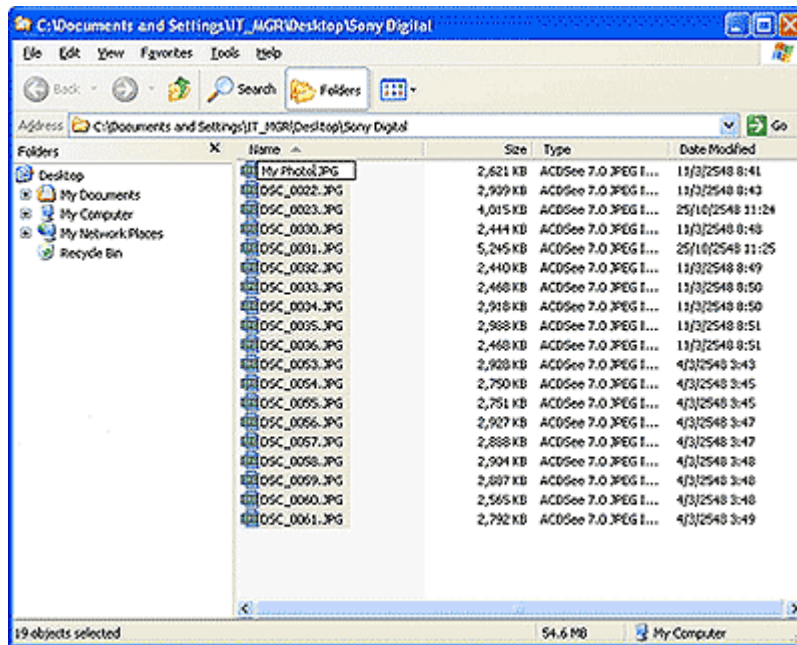 C:\Documents and Settings\IT_MGR\Desktop\Sony Digital
File Edit View Favorites Tools Help
Back Search Folders
Address C:\Documents and Settings\IT_MGR\Desktop\Sony Digital Go
Folders Name Size Type Date Modified
Desktop My Photo.JPG 2,621 KB ACDSee 7.0 JPEG I... 11/3/2548 8:41
My Documents DSC_0022.JPG 2,939 KB ACDSee 7.0 JPEG I... 11/3/2548 8:43
My Computer DSC_0023.JPG 4,015 KB ACDSee 7.0 JPEG I... 25/10/2548 11:24
My Network Places DSC_0030.JPG 2,444 KB ACDSee 7.0 JPEG I... 11/3/2548 8:48
Recycle Bin DSC_0031.JPG 5,245 KB ACDSee 7.0 JPEG I... 25/10/2548 11:25
DSC_0032.JPG 2,440 KB ACDSee 7.0 JPEG I... 11/3/2548 8:49
DSC_0033.JPG 2,468 KB ACDSee 7.0 JPEG I... 11/3/2548 8:50
DSC_0034.JPG 2,918 KB ACDSee 7.0 JPEG I... 11/3/2548 8:50
DSC_0035.JPG 2,988 KB ACDSee 7.0 JPEG I... 11/3/2548 8:51
DSC_0036.JPG 2,468 KB ACDSee 7.0 JPEG I... 11/3/2548 8:51
DSC_0053.JPG 2,928 KB ACDSee 7.0 JPEG I... 4/3/2548 3:43
DSC_0054.JPG 2,750 KB ACDSee 7.0 JPEG I... 4/3/2548 3:45
DSC_0055.JPG 2,751 KB ACDSee 7.0 JPEG I... 4/3/2548 3:45
DSC_0056.JPG 2,927 KB ACDSee 7.0 JPEG I... 4/3/2548 3:47
DSC_0057.JPG 2,888 KB ACDSee 7.0 JPEG I... 4/3/2548 3:47
DSC_0058.JPG 2,904 KB ACDSee 7.0 JPEG I... 4/3/2548 3:48
DSC_0059.JPG 2,887 KB ACDSee 7.0 JPEG I... 4/3/2548 3:48
DSC_0060.JPG 2,565 KB ACDSee 7.0 JPEG I... 4/3/2548 3:48
DSC_0061.JPG 2,792 KB ACDSee 7.0 JPEG I... 4/3/2548 3:49
19 objects selected 54.6 MB My Computer